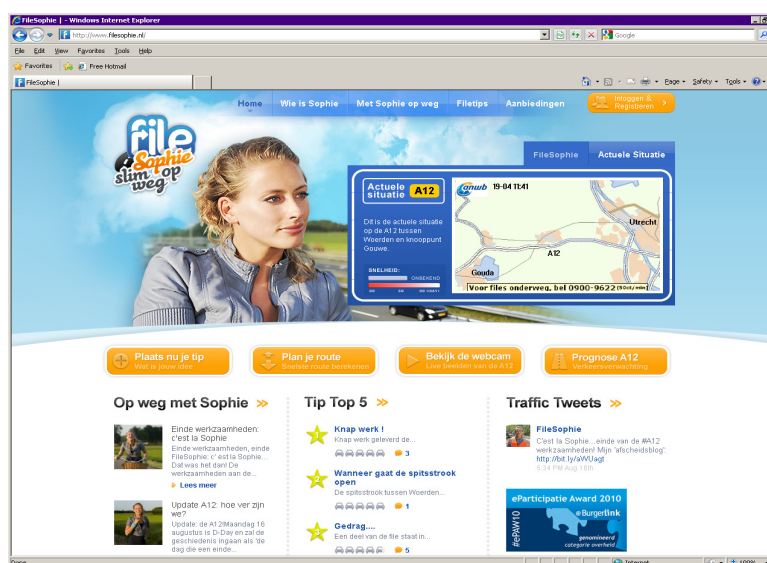 FileSophie | - Windows Internet Explorer
http://www.filesophie.nl/
Google
File Edit View Favorites Tools Help
Favorites Free Hotmail
FileSophie |
Page Safety Tools
Home Wie is Sophie Met Sophie op weg Filetips Aanbiedingen
Inloggen &
Registreren
file
Sophie
slim op
weg
FileSophie Actuele Situatie
Actuele
situatie A12
Dit is de actuele situatie
op de A12 tussen
Woerden en knooppunt
Gouwe.
SNELHEID:
ONBEKEND
anwb 19-04 11:41
Utrecht
A12
Gouda
Voor files onderweg, bel 0900-9622
Plaats nu je tip
Wat is jouw idee
Plan je route
Snelste route berekenen
Bekijk de webcam
Live beelden van de A12
Prognose A12
Verkeersverwachting
Op weg met Sophie
Einde werkzaamheden:
c'est la Sophie
Einde werkzaamheden, einde
FileSophie: c' est la Sophie...
Dat was het dan! De
werkzaamheden aan de...
Lees meer
Update A12: hoe ver zijn
we?
Update: de A12!Maandag 16
augustus is D-Day en zal de
geschiedenis ingaan als 'de
dag die een einde...
Tip Top 5
1
Knap werk !
Knap werk geleverd de...
3
2
Wanneer gaat de spitsstrook
open
De spitsstrook tussen Woerden...
1
3
Gedrag....
Een deel van de file staat in...
5
Traffic Tweets
FileSophie
C'est la Sophie...einde van de #A12
werkzaamheden! Mijn 'afscheidsblog':
http://bit.ly/aVVUagt
5:34 PM Aug 18th
eParticipatie Award 2010
#ePAW10
eBurgerlink
genomineerd
categorie overheid
Done
Internet
100%